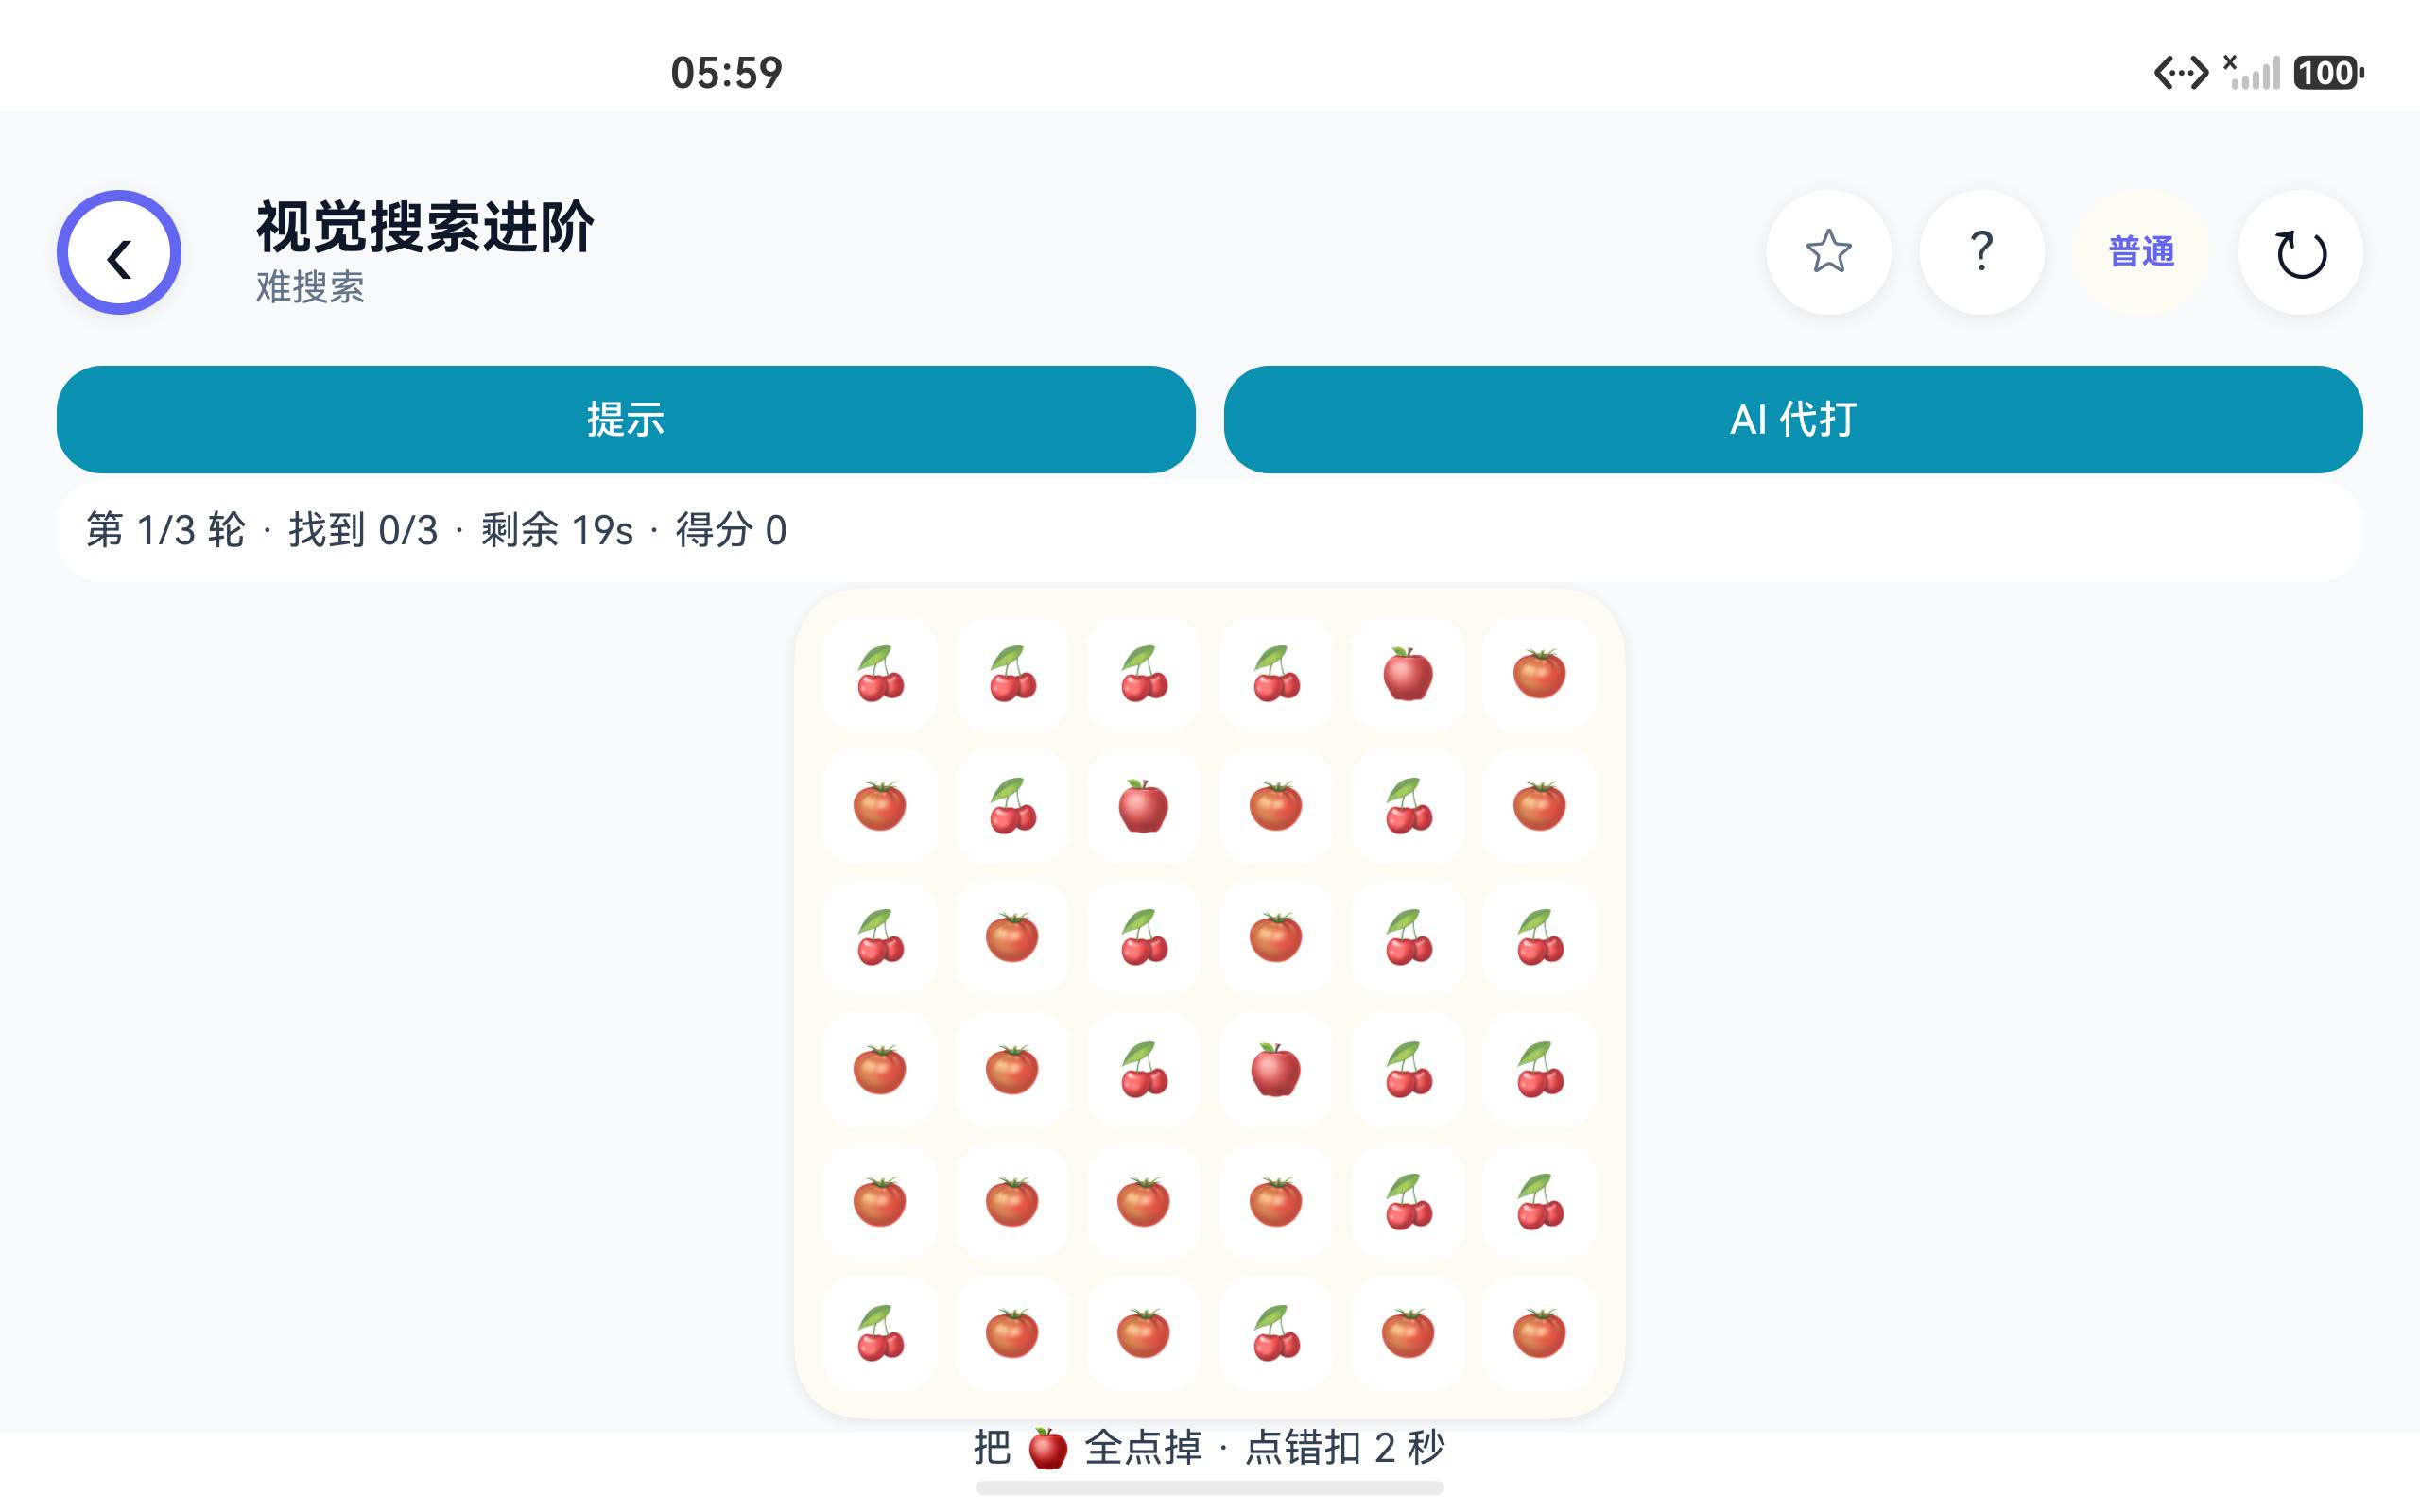 05:59
100
视觉搜索进阶
难搜索
?
普通
提示
AI 代打
第 1/3 轮 · 找到 0/3 · 剩余 19s · 得分 0
把 🍎 全点掉 · 点错扣 2 秒